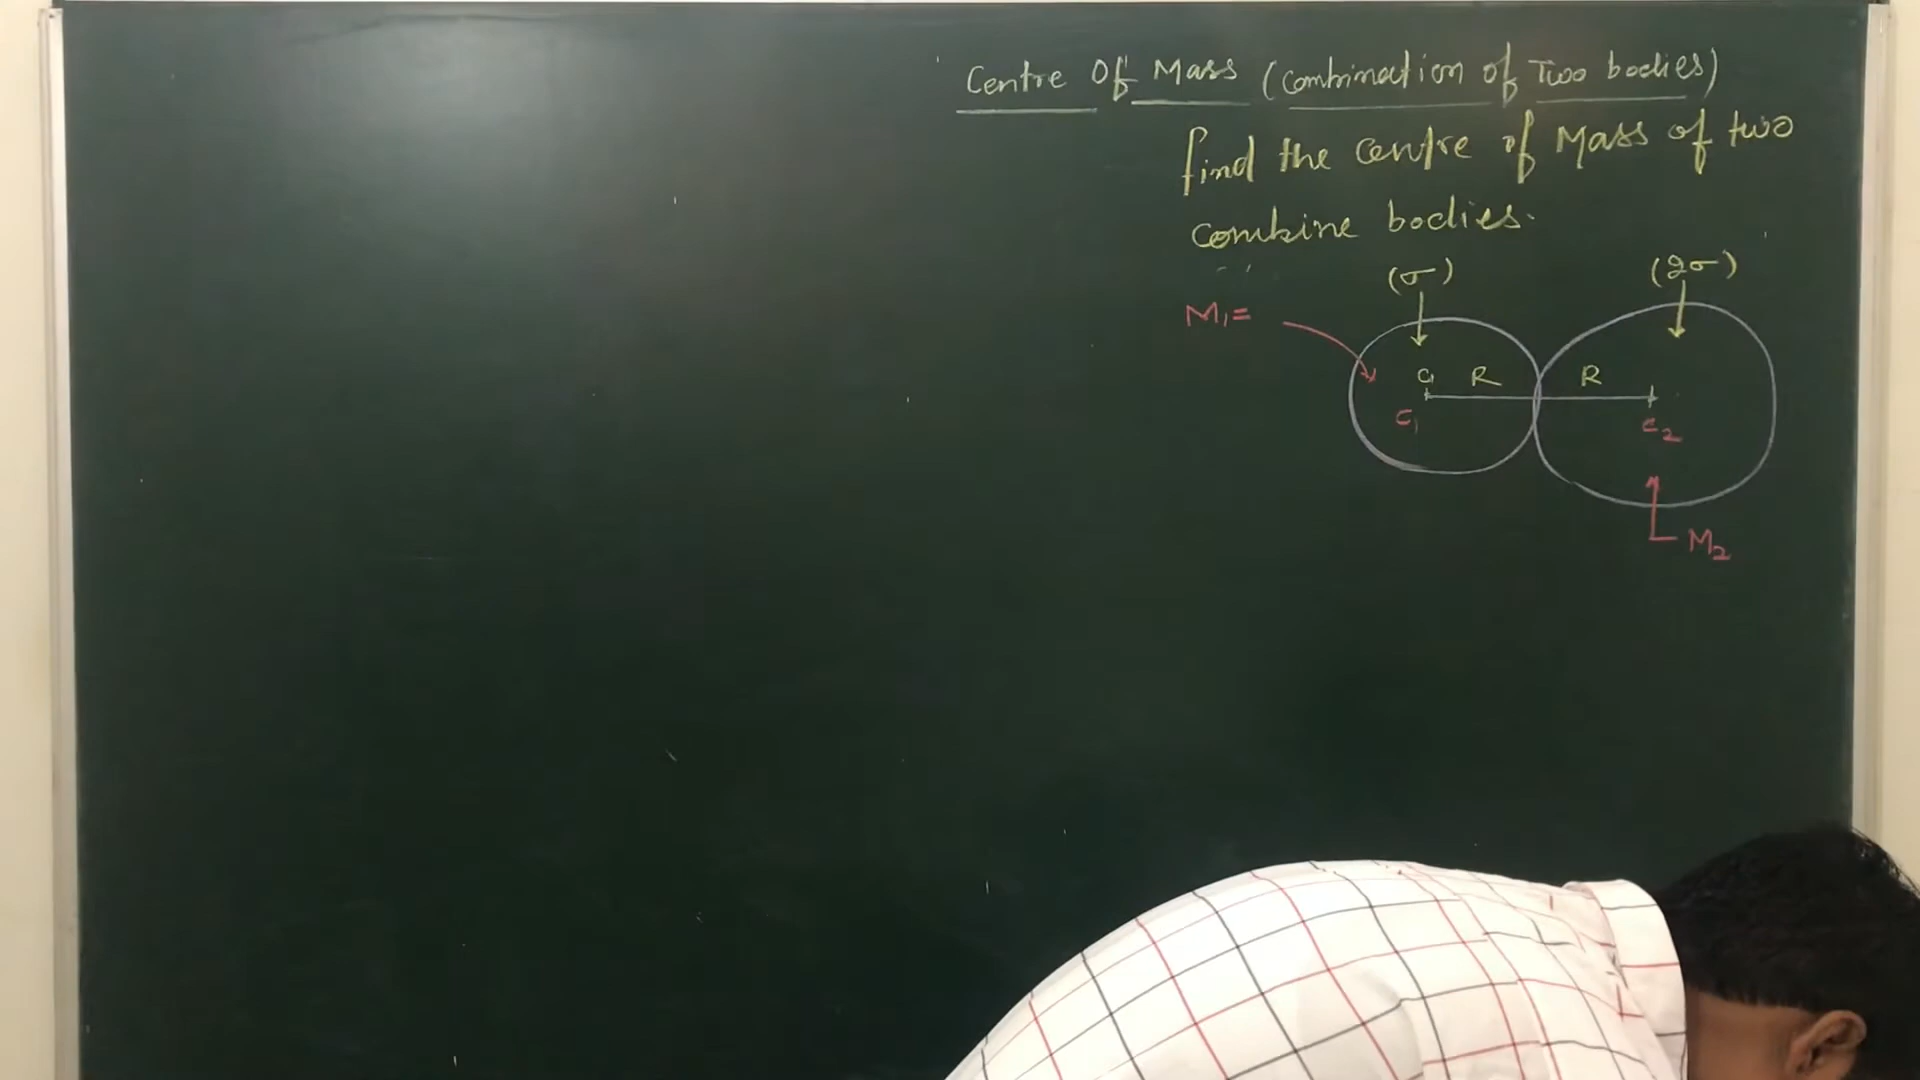 Centre Of Mass (Combination of Two bodies)
find the centre of Mass of two
combine bodies.
(σ)
(2σ)
M₁=
C₁ R R
C₁ C₂
M₂